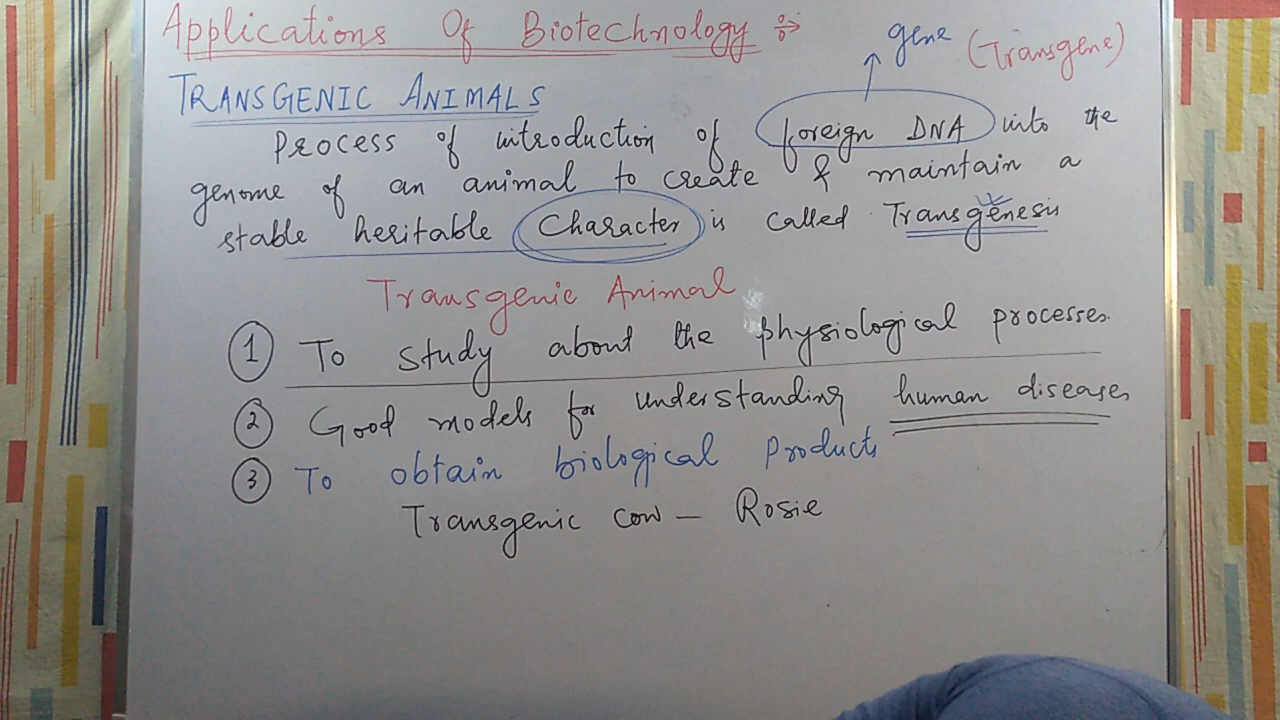 Applications Of Biotechnology :-
gene (Transgene)
TRANSGENIC ANIMALS
Process of introduction of foreign DNA into the
genome of an animal to create & maintain a
stable heritable Character is called Transgenesis
Transgenic Animal
1 To study about the physiological processes.
2 Good models for understanding human diseases
3 To obtain biological Products
Transgenic cow - Rosie